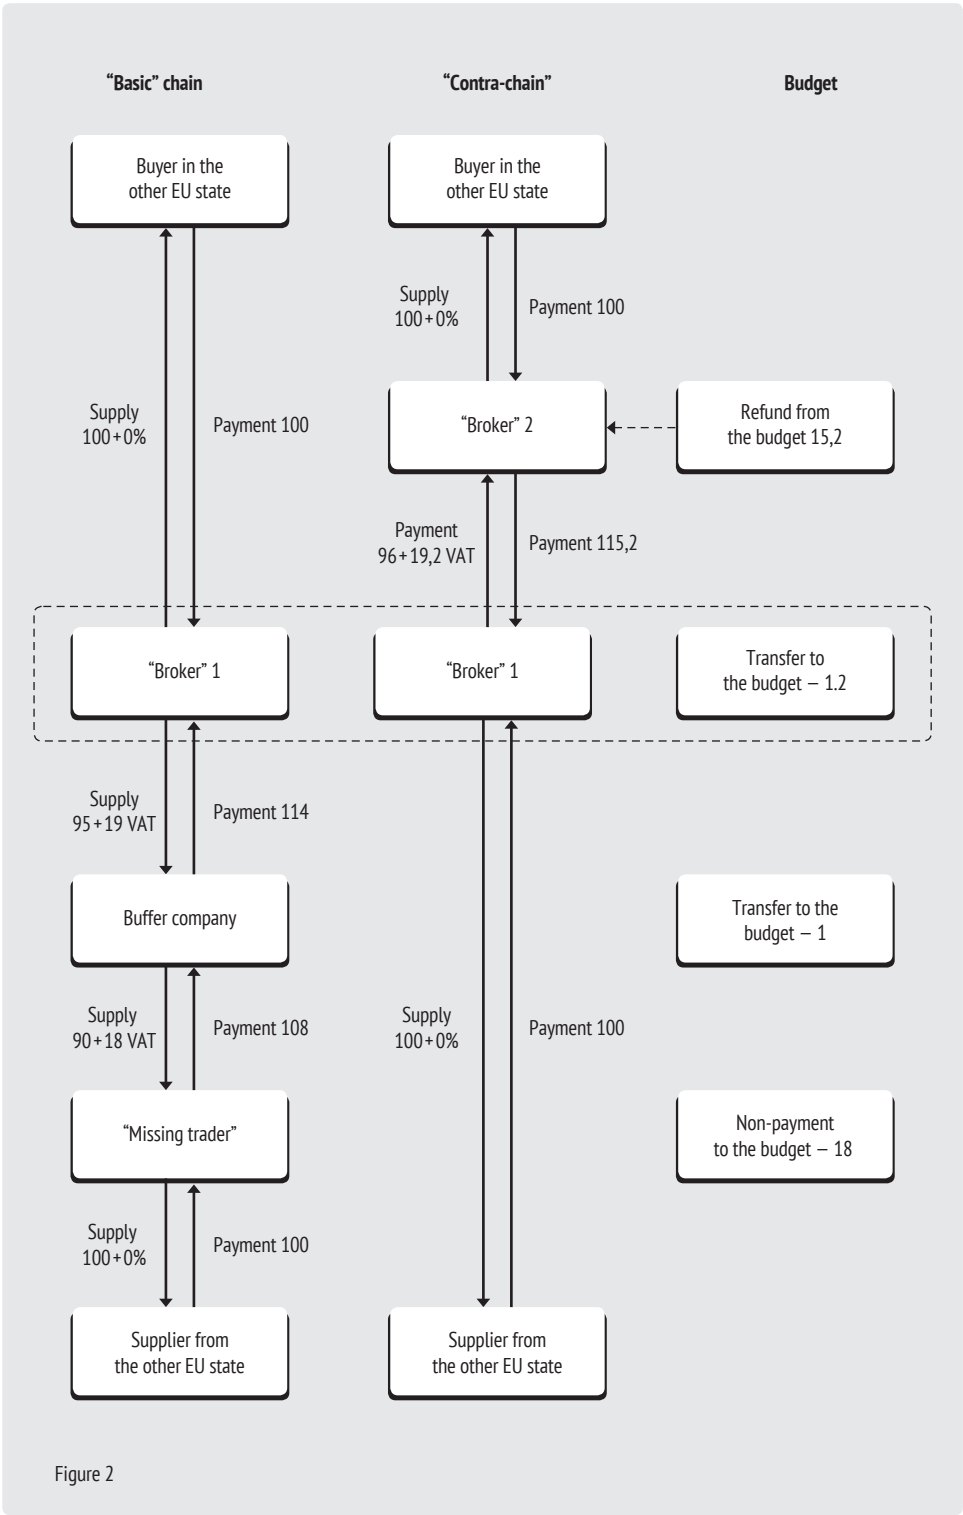 “Basic” chain
“Contra-chain”
Budget
Buyer in the
other EU state
Buyer in the
other EU state
Supply
100+0%
Payment 100
Supply
100+0%
Payment 100
“Broker” 2
Refund from
the budget 15,2
Payment
96+19,2 VAT
Payment 115,2
“Broker” 1
“Broker” 1
Transfer to
the budget — 1.2
Supply
95+19 VAT
Payment 114
Buffer company
Transfer to the
budget — 1
Supply
90+18 VAT
Payment 108
Supply
100+0%
Payment 100
“Missing trader”
Non-payment
to the budget — 18
Supply
100+0%
Payment 100
Supplier from
the other EU state
Supplier from
the other EU state
Figure 2